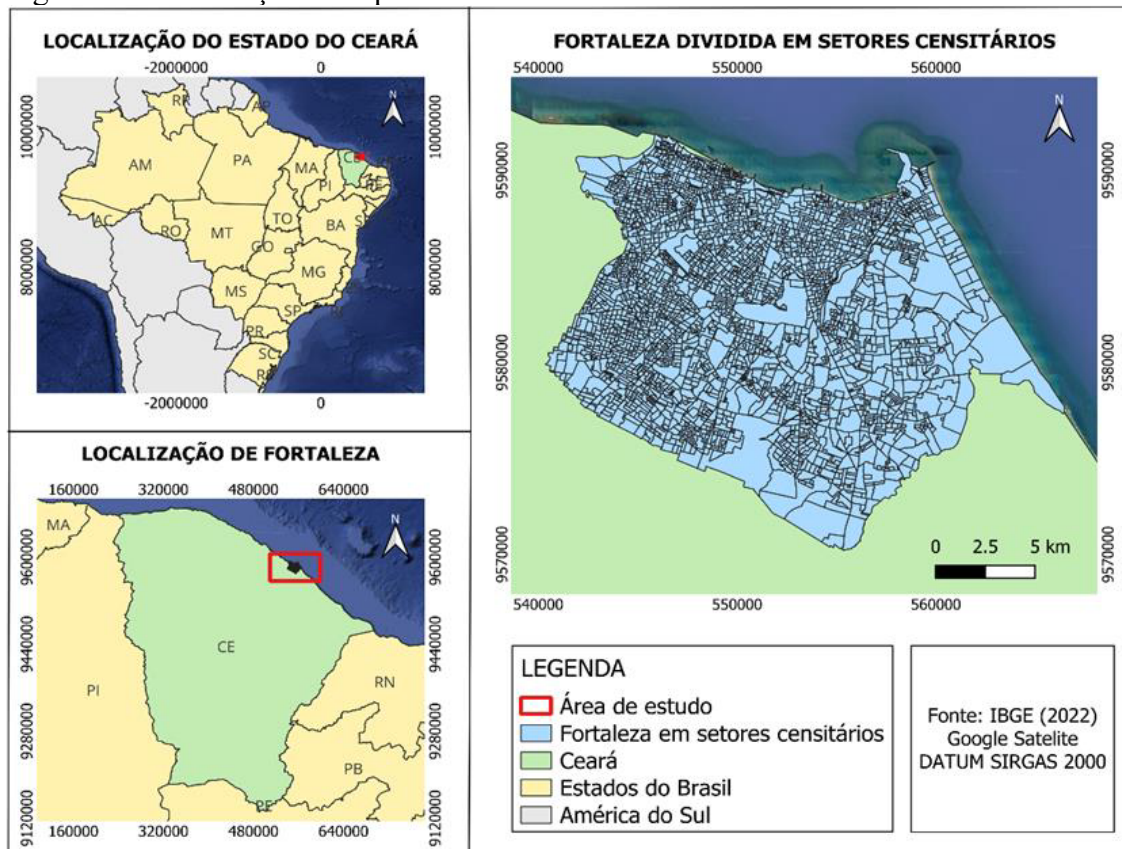 LOCALIZAÇÃO DO ESTADO DO CEARÁ
-2000000 0
N
RR
AP
10000000 10000000
AM
PA
MA
CE
PI
AC
RO
TO
BA
MT
GO
8000000 8000000
MG
MS
SP
PR
SC
-2000000 0
LOCALIZAÇÃO DE FORTALEZA
160000 320000 480000 640000
MA
N
9600000 9600000
CE
9440000 9440000
PI
RN
9280000 9280000
PB
PE
9120000 9120000
160000 320000 480000 640000
FORTALEZA DIVIDIDA EM SETORES CENSITÁRIOS
540000 550000 560000
N
9590000 9590000
9580000 9580000
0 2.5 5 km
9570000 9570000
540000 550000 560000
LEGENDA
Área de estudo
Fortaleza em setores censitários
Ceará
Estados do Brasil
América do Sul
Fonte: IBGE (2022)
Google Satelite
DATUM SIRGAS 2000